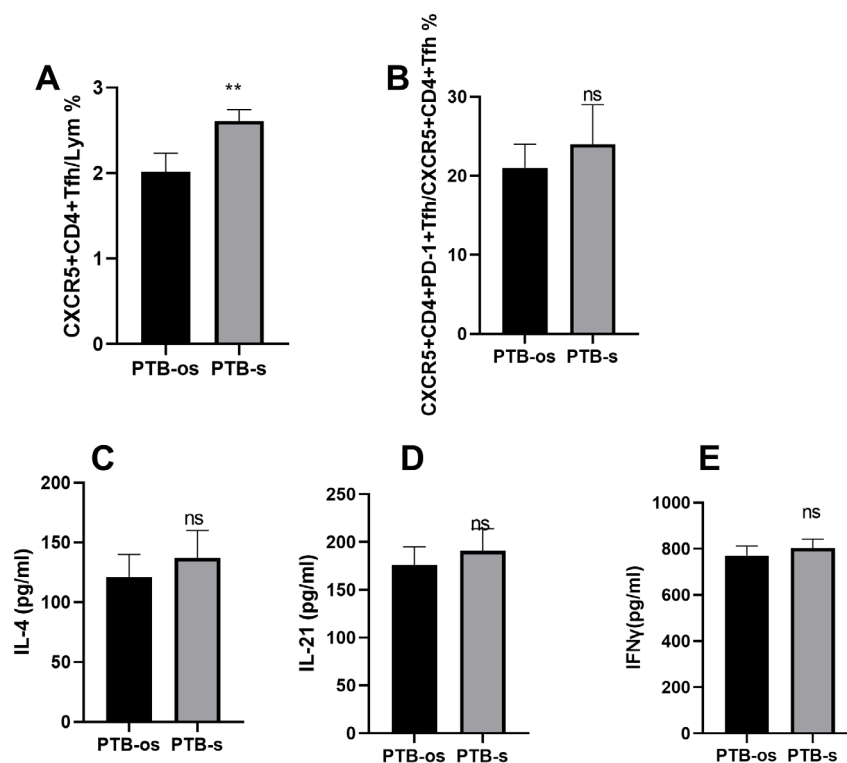 A
CXCR5+CD4+Tfh/Lym %
3
2
1
0
**
PTB-os PTB-s
B
CXCR5+CD4+PD-1+Tfh/CXCR5+CD4+Tfh %
30
20
10
0
ns
PTB-os PTB-s
C
IL-4 (pg/ml)
200
150
100
50
0
ns
PTB-os PTB-s
D
IL-21 (pg/ml)
250
200
150
100
50
0
ns
PTB-os PTB-s
E
IFNγ(pg/ml)
1000
800
600
400
200
0
ns
PTB-os PTB-s